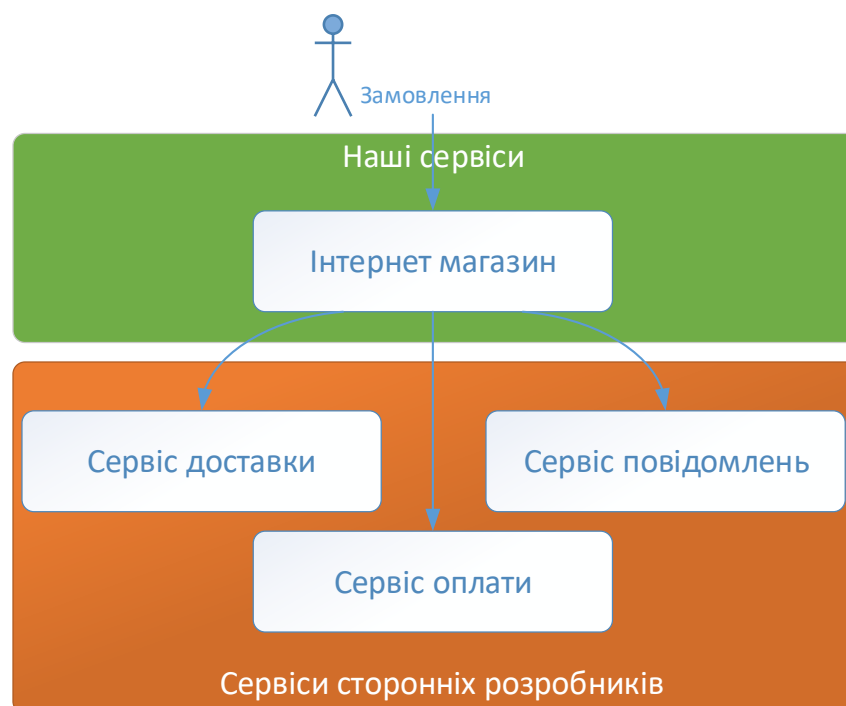 Замовлення
Наші сервіси
Інтернет магазин
Сервіс доставки
Сервіс повідомлень
Сервіс оплати
Сервіси сторонніх розробників